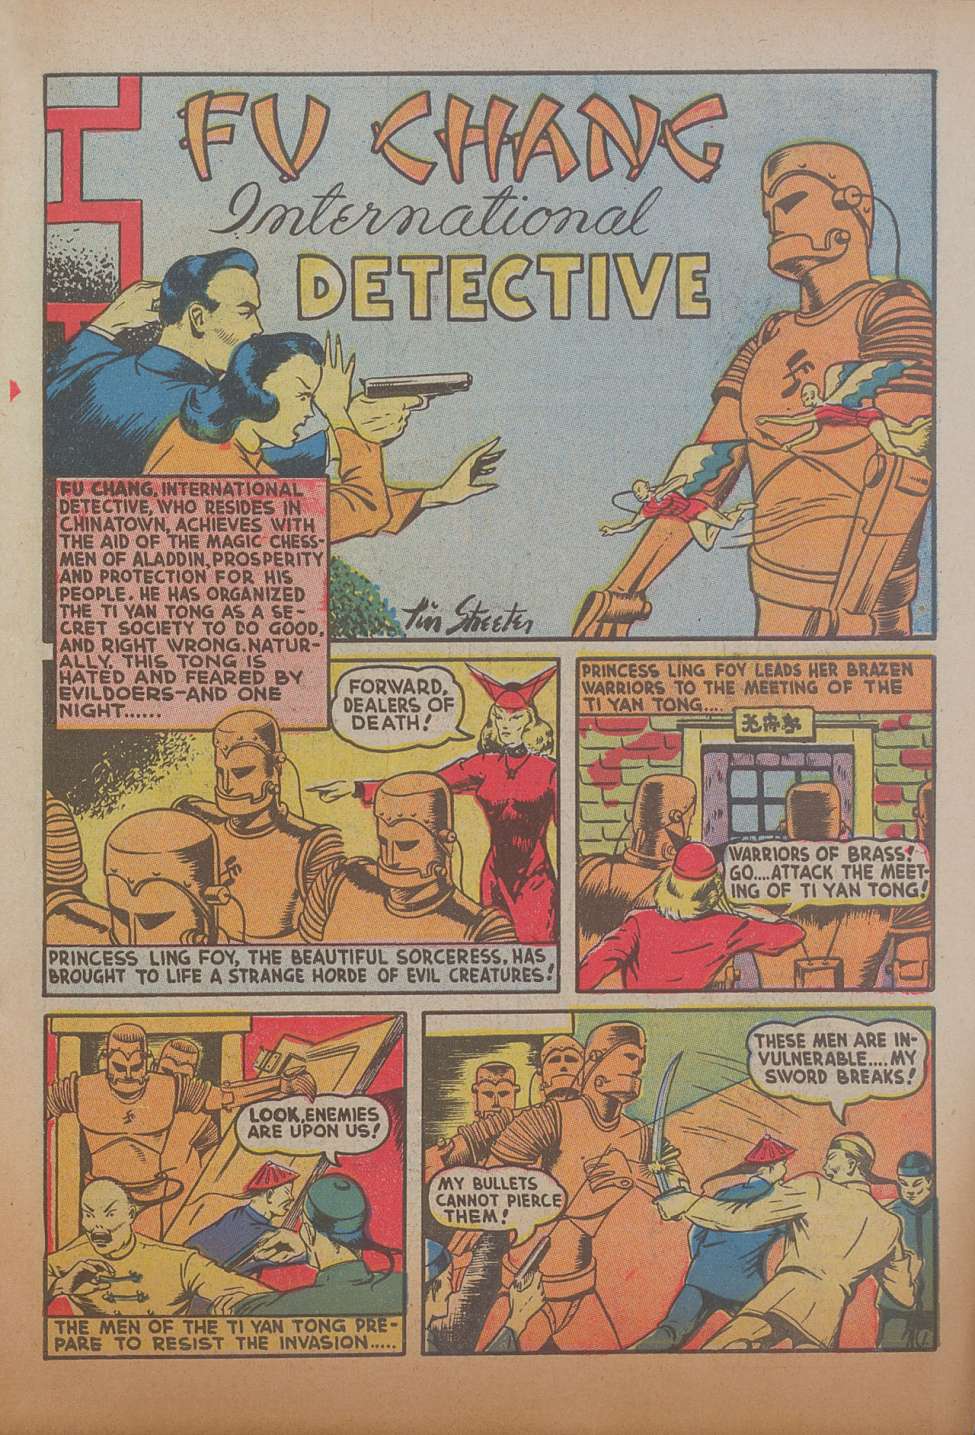 FU CHANG
International
DETECTIVE
FU CHANG, INTERNATIONAL
DETECTIVE, WHO RESIDES IN
CHINATOWN, ACHIEVES WITH
THE AID OF THE MAGIC CHESS-
MEN OF ALADDIN, PROSPERITY
AND PROTECTION FOR HIS
PEOPLE. HE HAS ORGANIZED
THE TI YAN TONG AS A SE-
CRET SOCIETY TO DO GOOD,
AND RIGHT WRONG. NATUR-
ALLY, THIS TONG IS
HATED AND FEARED BY
EVILDOERS—AND ONE
NIGHT......
FORWARD,
DEALERS OF
DEATH!
PRINCESS LING FOY, THE BEAUTIFUL SORCERESS, HAS
BROUGHT TO LIFE A STRANGE HORDE OF EVIL CREATURES!
PRINCESS LING FOY LEADS HER BRAZEN
WARRIORS TO THE MEETING OF THE
TI YAN TONG....
WARRIORS OF BRASS!
GO....ATTACK THE MEET-
ING OF TI YAN TONG!
LOOK, ENEMIES
ARE UPON US!
THE MEN OF THE TI YAN TONG PRE-
PARE TO RESIST THE INVASION.....
THESE MEN ARE IN-
VULNERABLE....MY
SWORD BREAKS!
MY BULLETS
CANNOT PIERCE
THEM!